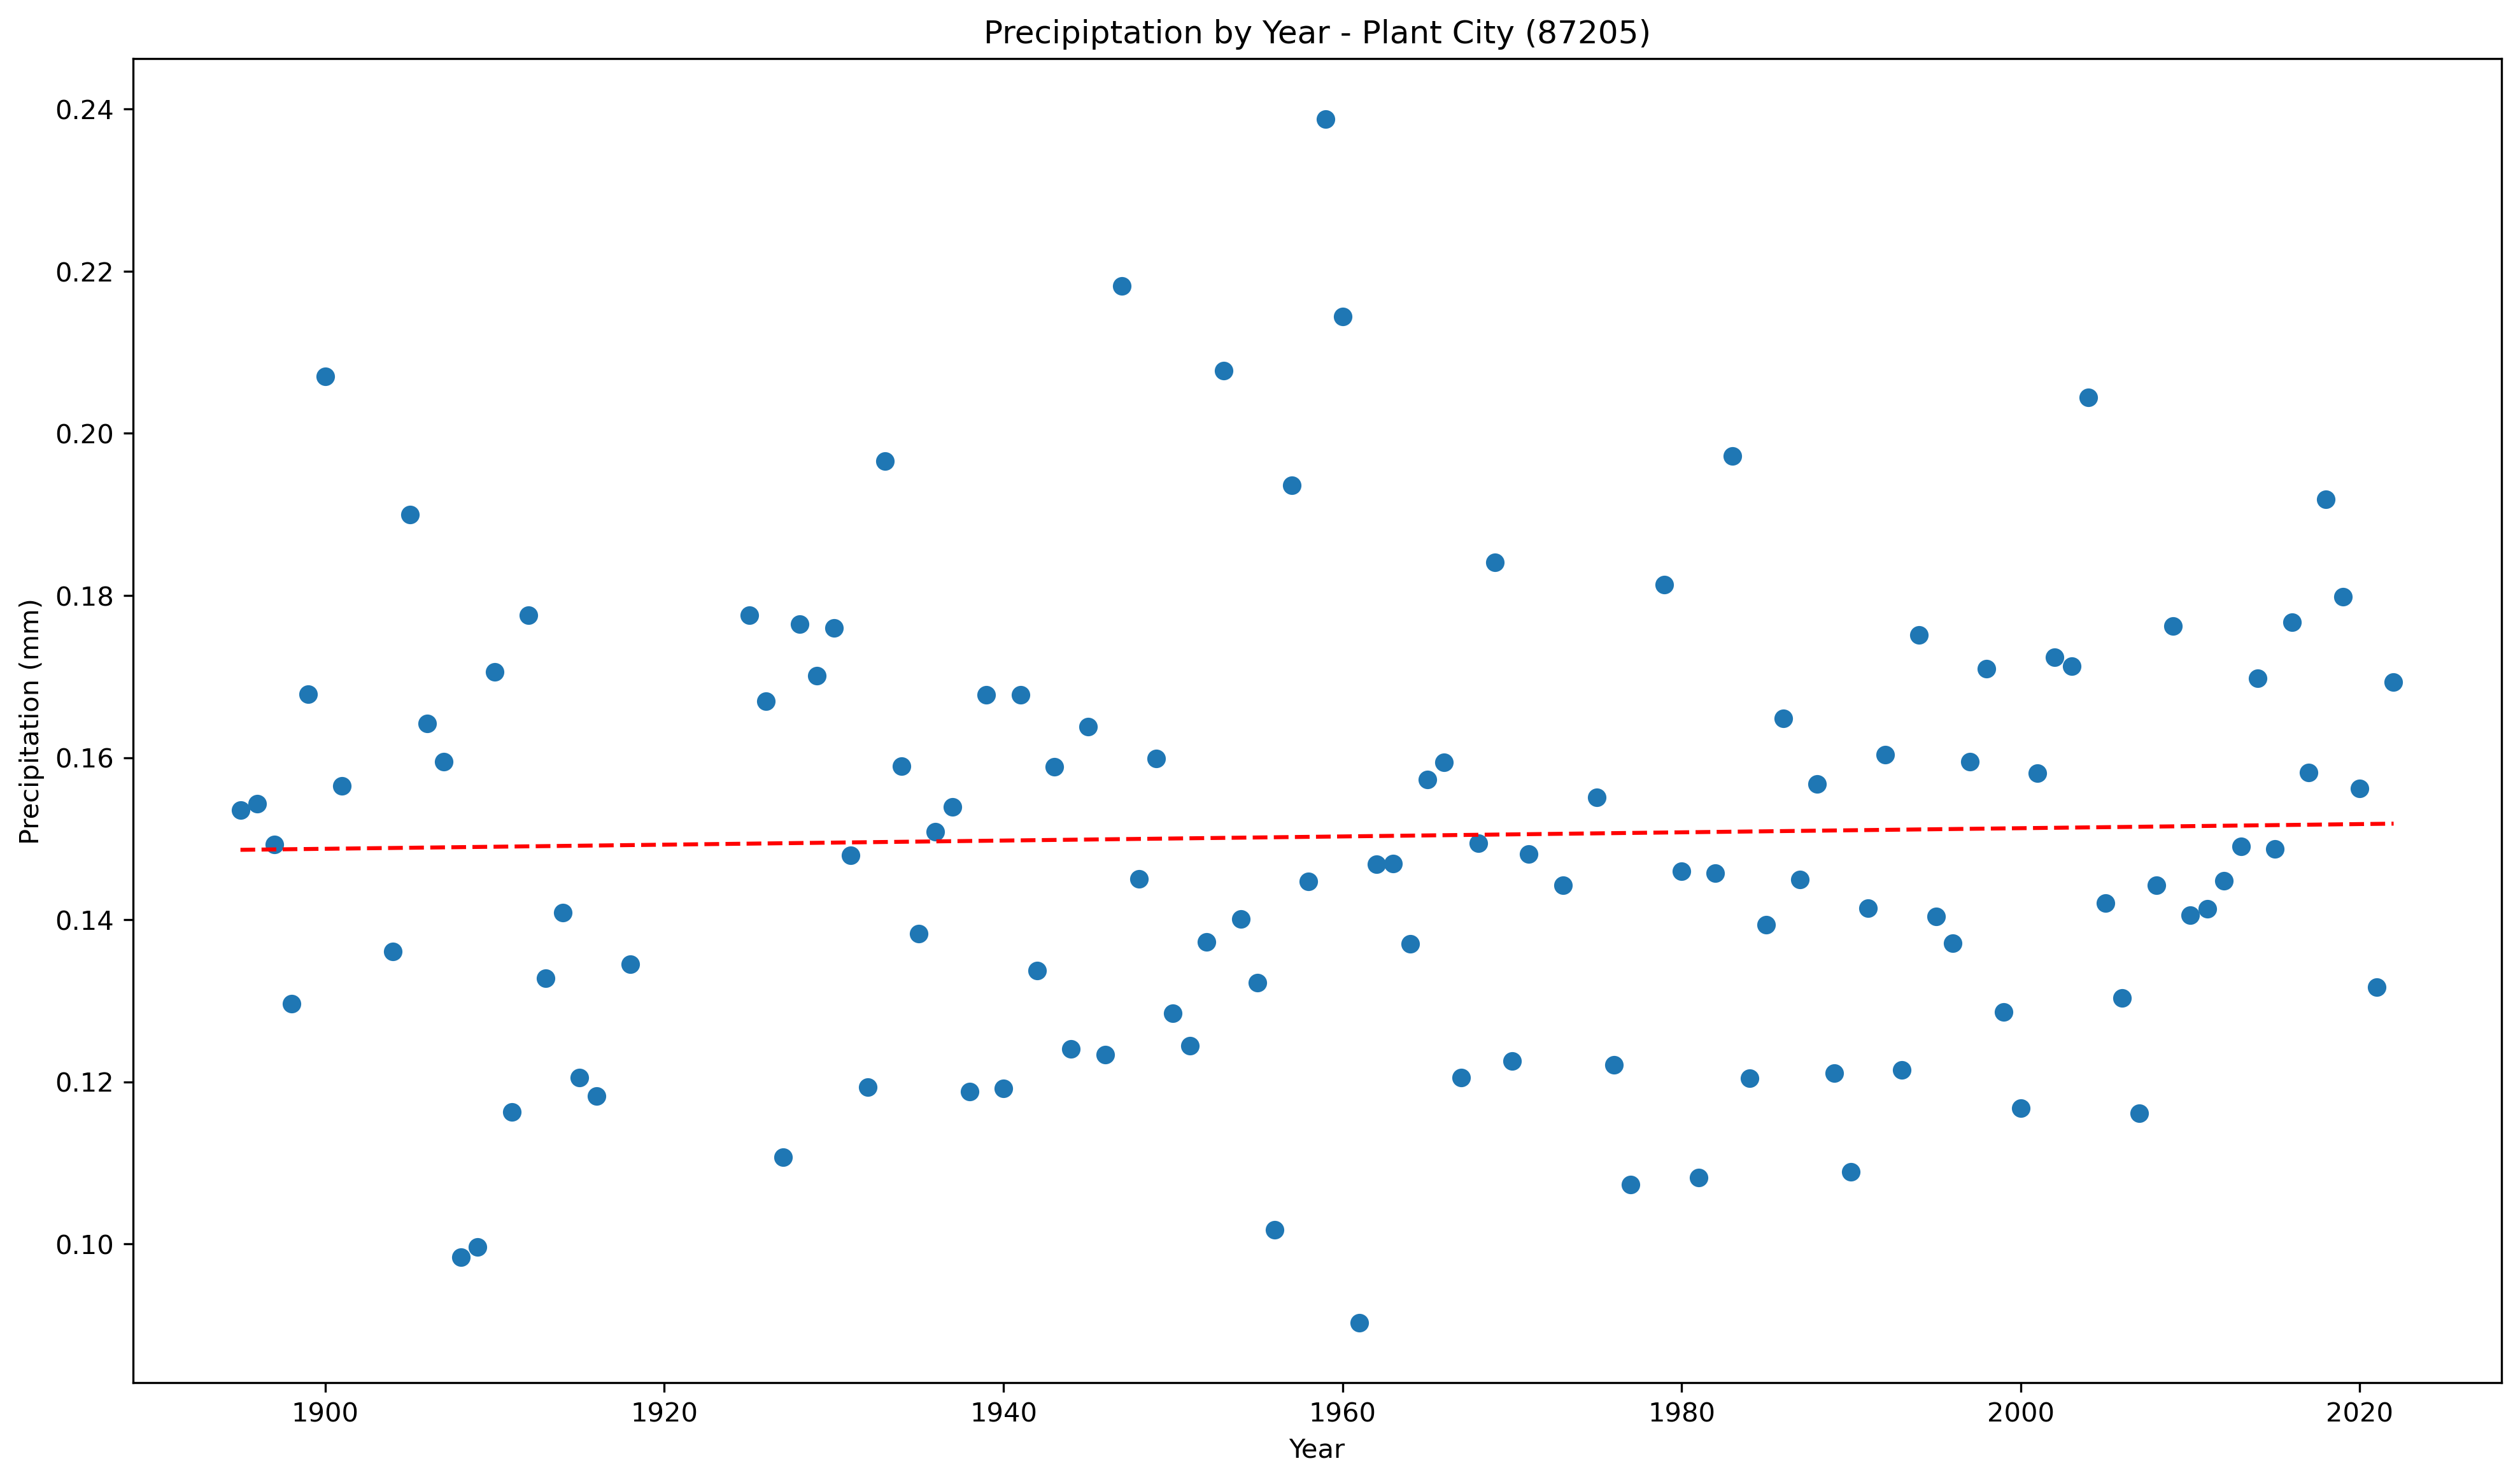 Precipiptation by Year - Plant City (87205)
Precipitation (mm)
0.24
0.22
0.20
0.18
0.16
0.14
0.12
0.10
1900 1920 1940 1960 1980 2000 2020
Year